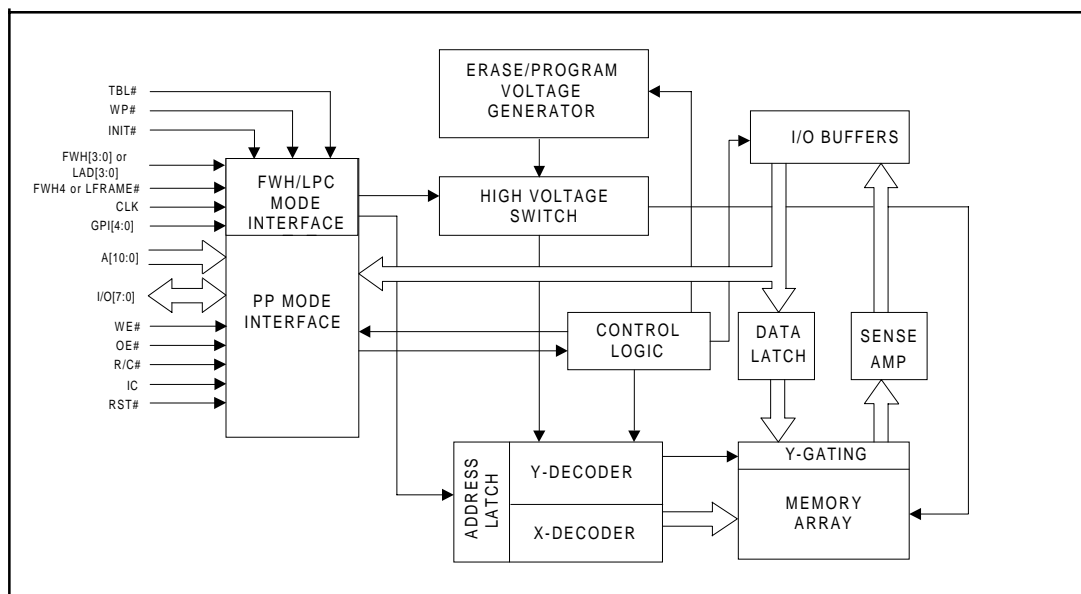 TBL#
WP#
INIT#
FWH[3:0] or
LAD[3:0]
FWH4 or LFRAME#
CLK
GPI[4:0]
A[10:0]
I/O[7:0]
WE#
OE#
R/C#
IC
RST#
FWH/LPC
MODE
INTERFACE
PP MODE
INTERFACE
ERASE/PROGRAM
VOLTAGE
GENERATOR
HIGH VOLTAGE
SWITCH
I/O BUFFERS
CONTROL
LOGIC
DATA
LATCH
SENSE
AMP
ADDRESS
LATCH
Y-DECODER
X-DECODER
Y-GATING
MEMORY
ARRAY